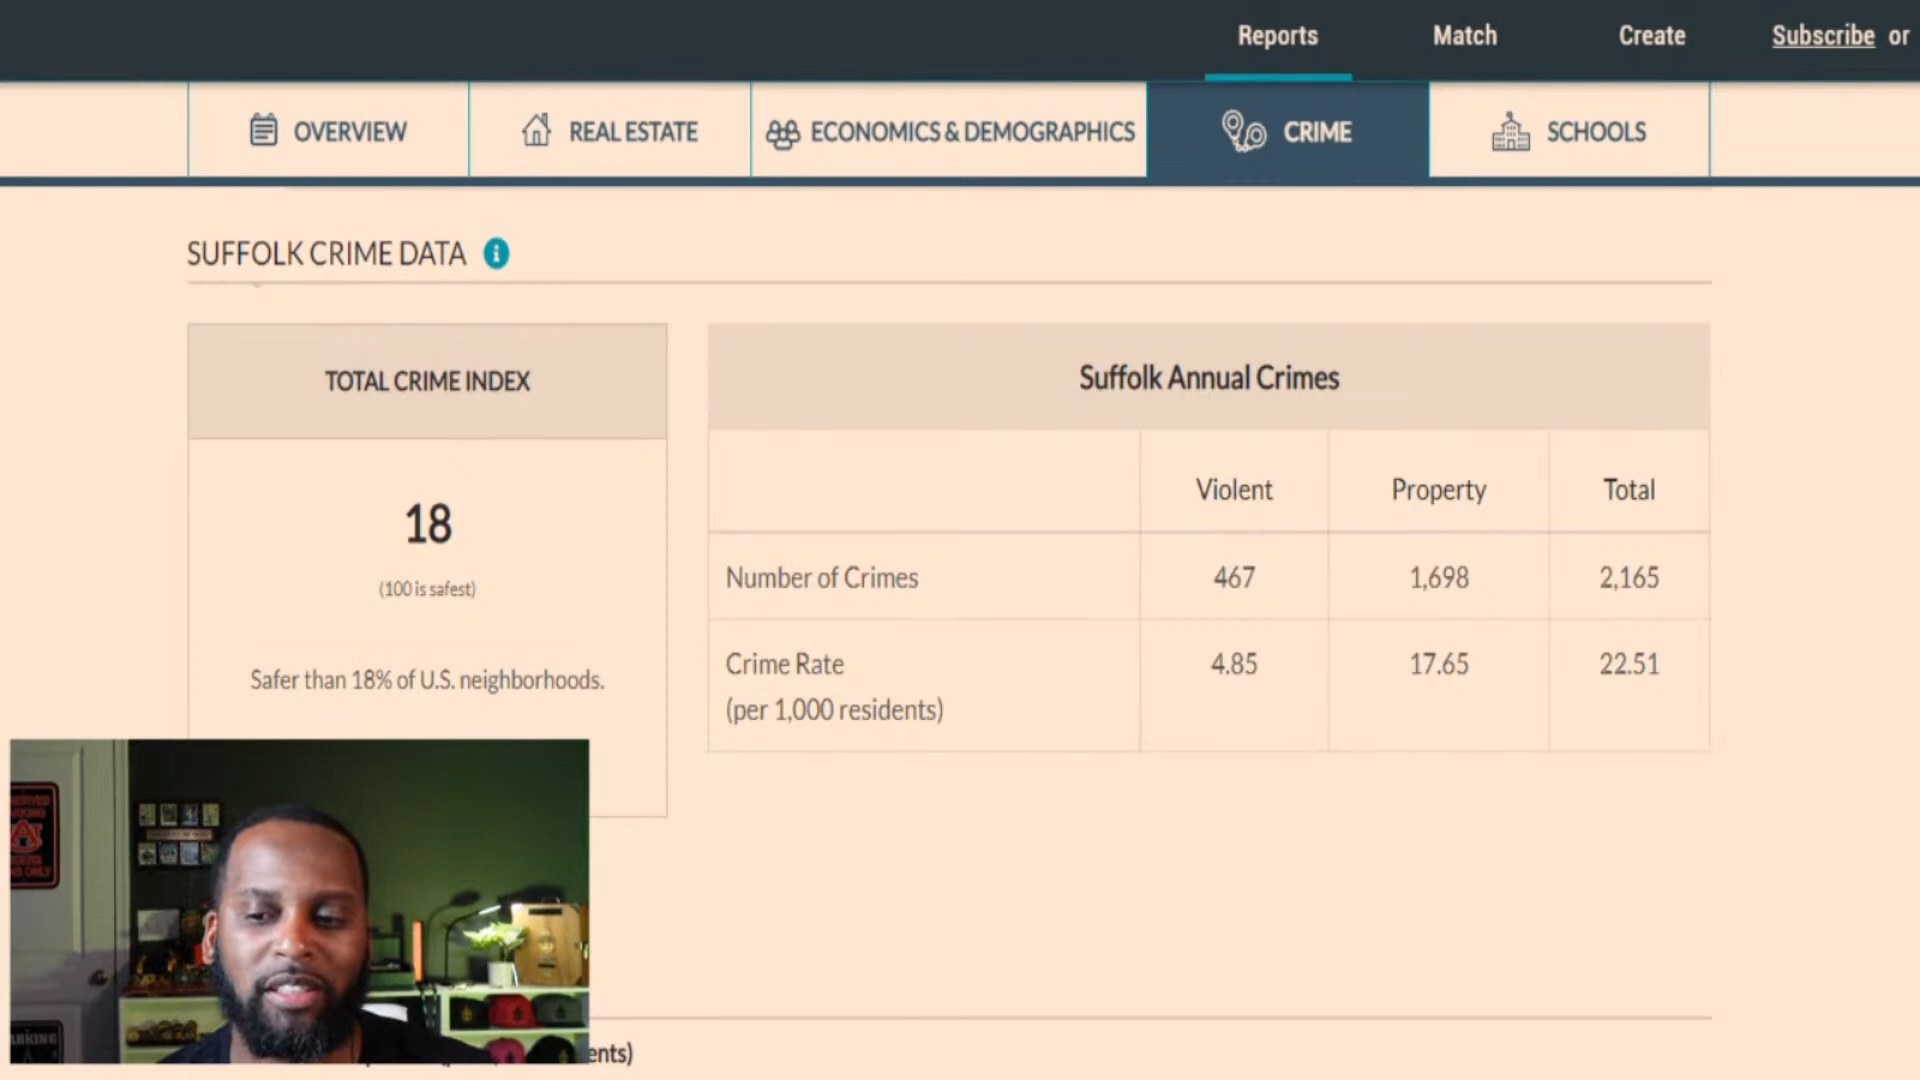 Reports Match Create Subscribe or
OVERVIEW REAL ESTATE ECONOMICS & DEMOGRAPHICS CRIME SCHOOLS
SUFFOLK CRIME DATA
TOTAL CRIME INDEX
18
(100 is safest)
Safer than 18% of U.S. neighborhoods.
Suffolk Annual Crimes
Violent Property Total
Number of Crimes 467 1,698 2,165
Crime Rate 4.85 17.65 22.51
(per 1,000 residents)
ONLY
ents)